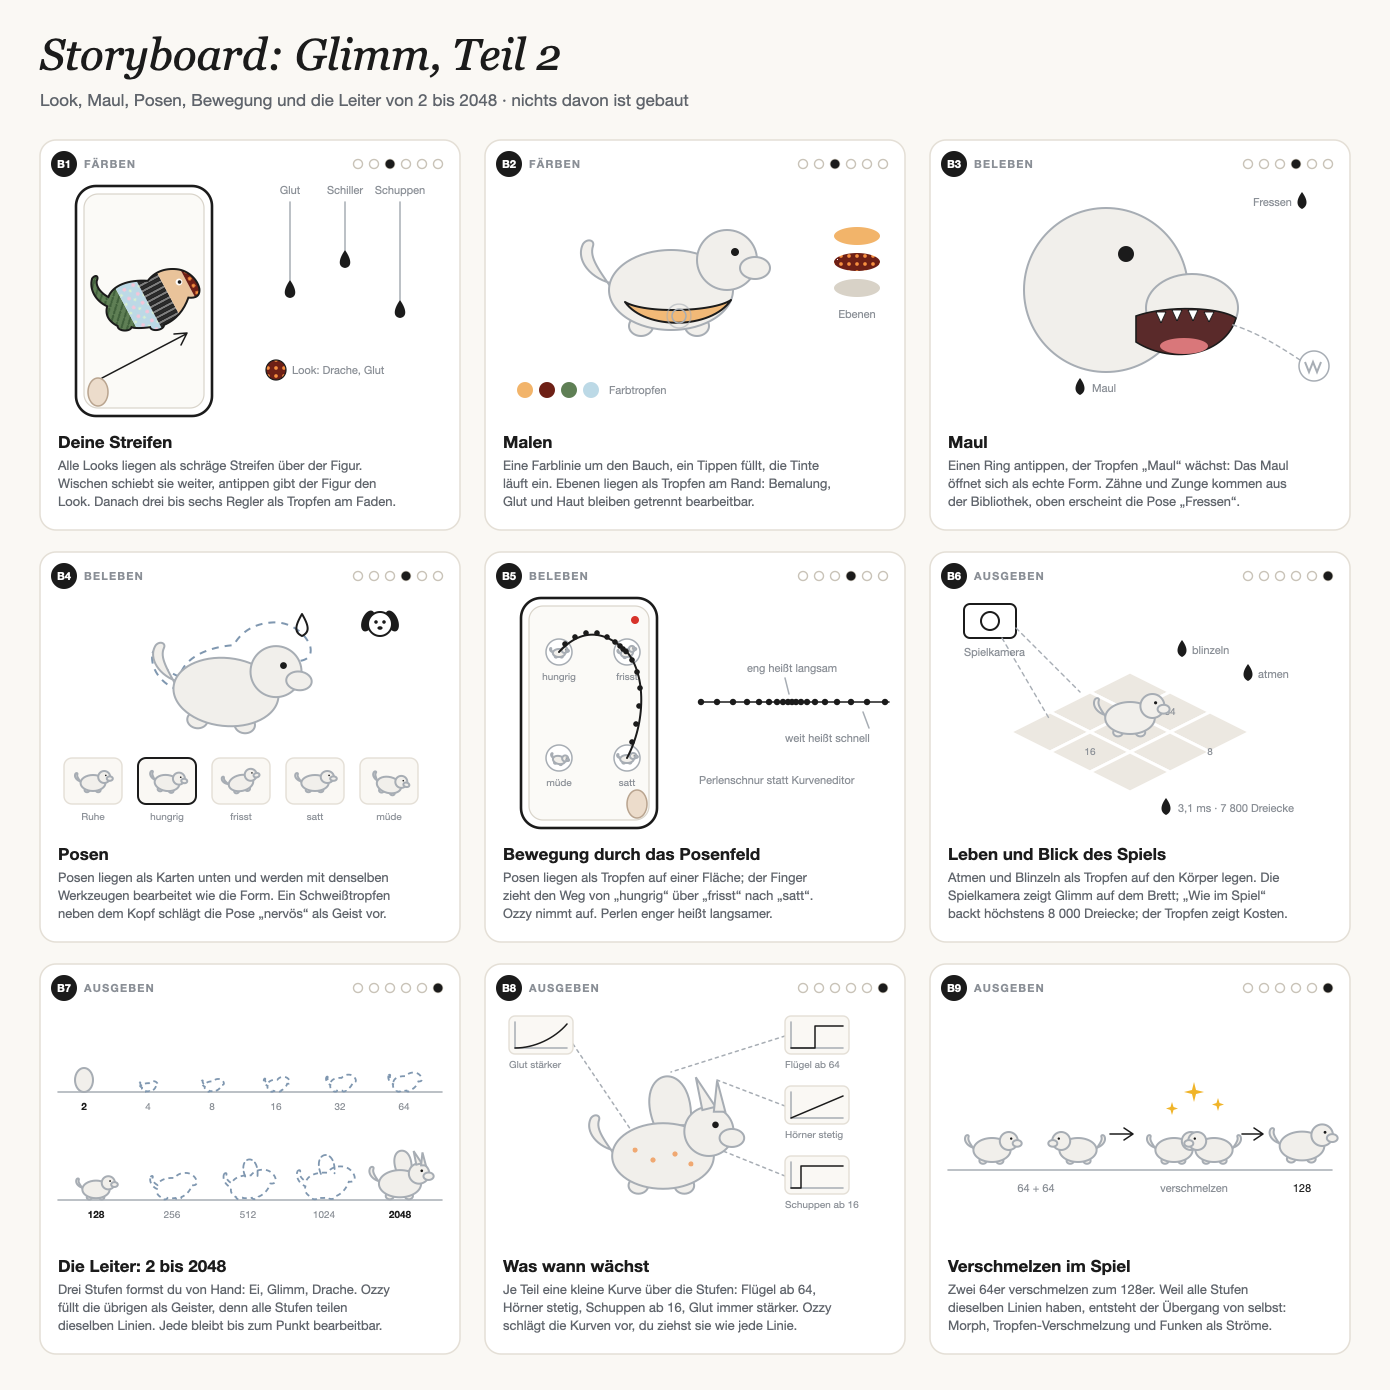 Storyboard: Glimm, Teil 2
Look, Maul, Posen, Bewegung und die Leiter von 2 bis 2048 · nichts davon ist gebaut
B1 FÄRBEN
Glut Schiller Schuppen
Look: Drache, Glut
Deine Streifen
Alle Looks liegen als schräge Streifen über der Figur.
Wischen schiebt sie weiter, antippen gibt der Figur den
Look. Danach drei bis sechs Regler als Tropfen am Faden.
B2 FÄRBEN
Ebenen
Farbtropfen
Malen
Eine Farblinie um den Bauch, ein Tippen füllt, die Tinte
läuft ein. Ebenen liegen als Tropfen am Rand: Bemalung,
Glut und Haut bleiben getrennt bearbeitbar.
B3 BELEBEN
Fressen
W
Maul
Maul
Einen Ring antippen, der Tropfen „Maul“ wächst: Das Maul
öffnet sich als echte Form. Zähne und Zunge kommen aus
der Bibliothek, oben erscheint die Pose „Fressen“.
B4 BELEBEN
Ruhe hungrig frisst satt müde
Posen
Posen liegen als Karten unten und werden mit denselben
Werkzeugen bearbeitet wie die Form. Ein Schweißtropfen
neben dem Kopf schlägt die Pose „nervös“ als Geist vor.
B5 BELEBEN
hungrig frisst
müde satt
eng heißt langsam
weit heißt schnell
Perlenschnur statt Kurveneditor
Bewegung durch das Posenfeld
Posen liegen als Tropfen auf einer Fläche; der Finger
zieht den Weg von „hungrig“ über „frisst“ nach „satt“.
Ozzy nimmt auf. Perlen enger heißt langsamer.
B6 AUSGEBEN
Spielkamera
blinzeln
atmen
16 8
3,1 ms · 7 800 Dreiecke
Leben und Blick des Spiels
Atmen und Blinzeln als Tropfen auf den Körper legen. Die
Spielkamera zeigt Glimm auf dem Brett; „Wie im Spiel“
backt höchstens 8 000 Dreiecke; der Tropfen zeigt Kosten.
B7 AUSGEBEN
2 4 8 16 32 64
128 256 512 1024 2048
Die Leiter: 2 bis 2048
Drei Stufen formst du von Hand: Ei, Glimm, Drache. Ozzy
füllt die übrigen als Geister, denn alle Stufen teilen
dieselben Linien. Jede bleibt bis zum Punkt bearbeitbar.
B8 AUSGEBEN
Glut stärker
Flügel ab 64
Hörner stetig
Schuppen ab 16
Was wann wächst
Je Teil eine kleine Kurve über die Stufen: Flügel ab 64,
Hörner stetig, Schuppen ab 16, Glut immer stärker. Ozzy
schlägt die Kurven vor, du ziehst sie wie jede Linie.
B9 AUSGEBEN
64 + 64 verschmelzen 128
Verschmelzen im Spiel
Zwei 64er verschmelzen zum 128er. Weil alle Stufen
dieselben Linien haben, entsteht der Übergang von selbst:
Morph, Tropfen-Verschmelzung und Funken als Ströme.